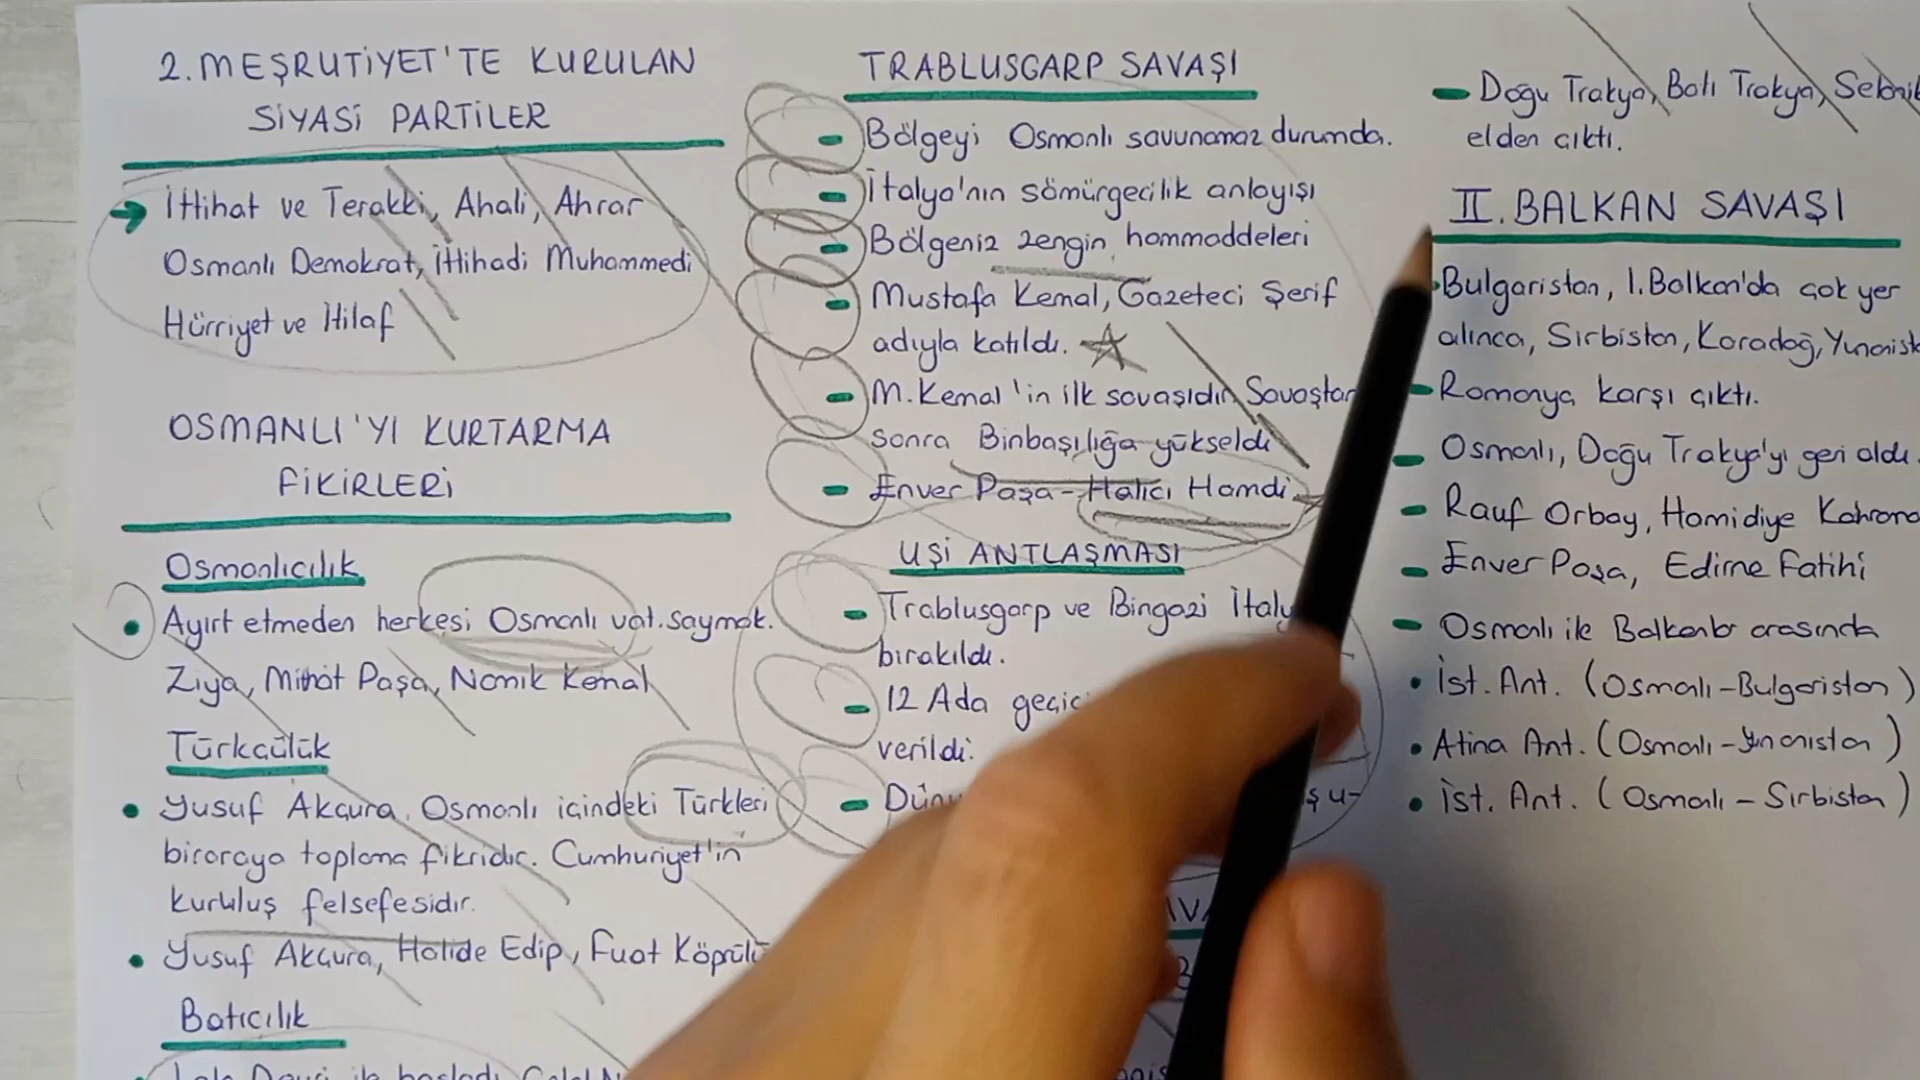 2. MEŞRUTİYET'TE KURULAN
SİYASİ PARTİLER
İttihat ve Terakki, Ahali, Ahrar
Osmanlı Demokrat, İttihadi Muhammedi
Hürriyet ve İtilaf
OSMANLI'YI KURTARMA
FİKİRLERİ
Osmanlıcılık
Ayırt etmeden herkesi Osmanlı vat. saymak.
Ziya, Mithat Paşa, Namık Kemal
Türkçülük
Yusuf Akçura. Osmanlı içindeki Türkleri
biraraya toplama fikridir. Cumhuriyet'in
kuruluş felsefesidir.
Yusuf Akçura, Halide Edip, Fuat Köprülü
Batıcılık
Lale Devri ile başladı. Celal
TRABLUSGARP SAVAŞI
Bölgeyi Osmanlı savunamaz durumda.
İtalya'nın sömürgecilik anlayışı
Bölgeniz zengin hammaddeleri
Mustafa Kemal, Gazeteci Şerif
adıyla katıldı.
M. Kemal'in ilk savaşıdır. Savaştan
sonra Binbaşılığa yükseldi
Enver Paşa - Halıcı Hamdi
UŞİ ANTLAŞMASI
Trablusgarp ve Bingazi İtaly
bırakıldı.
12 Ada geçic
verildi.
Düny
Doğu Trakya, Batı Trakya, Selanik
elden çıktı.
II. BALKAN SAVAŞI
Bulgaristan, 1. Balkan'da çok yer
alınca, Sırbistan, Karadağ, Yunanist
Romanya karşı çıktı.
Osmanlı, Doğu Trakya'yı geri aldı.
Rauf Orbay, Hamidiye Kahrama
Enver Paşa, Edirne Fatihi
Osmanlı ile Balkanlar arasında
İst. Ant. (Osmanlı - Bulgaristan)
Atina Ant. (Osmanlı - Yunanistan)
İst. Ant. (Osmanlı - Sırbistan)